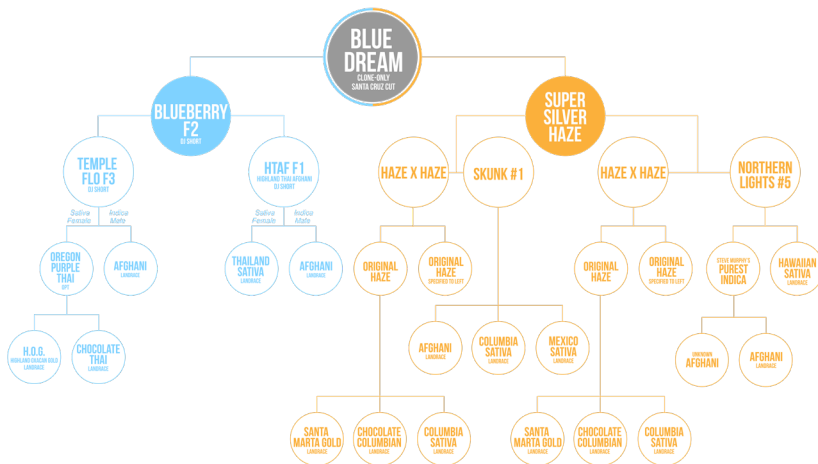 BLUE
DREAM
CLONE-ONLY
SANTA CRUZ CUT
BLUEBERRY
F2
DJ SHORT
SUPER
SILVER
HAZE
TEMPLE
FLO F3
DJ SHORT
HTAF F1
HIGHLAND THAI AFGHANI
DJ SHORT
HAZE X HAZE
SKUNK #1
HAZE X HAZE
NORTHERN
LIGHTS #5
Sativa
Female
Indica
Male
Sativa
Female
Indica
Male
OREGON
PURPLE
THAI
OPT
AFGHANI
LANDRACE
THAILAND
SATIVA
LANDRACE
AFGHANI
LANDRACE
ORIGINAL
HAZE
ORIGINAL
HAZE
SPECIFIED TO LEFT
ORIGINAL
HAZE
ORIGINAL
HAZE
SPECIFIED TO LEFT
STEVE MURPHY'S
PUREST
INDICA
HAWAIIAN
SATIVA
LANDRACE
H.O.G.
HIGHLAND OAXACAN GOLD
LANDRACE
CHOCOLATE
THAI
LANDRACE
AFGHANI
LANDRACE
COLUMBIA
SATIVA
LANDRACE
MEXICO
SATIVA
LANDRACE
UNKNOWN
AFGHANI
AFGHANI
LANDRACE
SANTA
MARTA GOLD
LANDRACE
CHOCOLATE
COLUMBIAN
LANDRACE
COLUMBIA
SATIVA
LANDRACE
SANTA
MARTA GOLD
LANDRACE
CHOCOLATE
COLUMBIAN
LANDRACE
COLUMBIA
SATIVA
LANDRACE